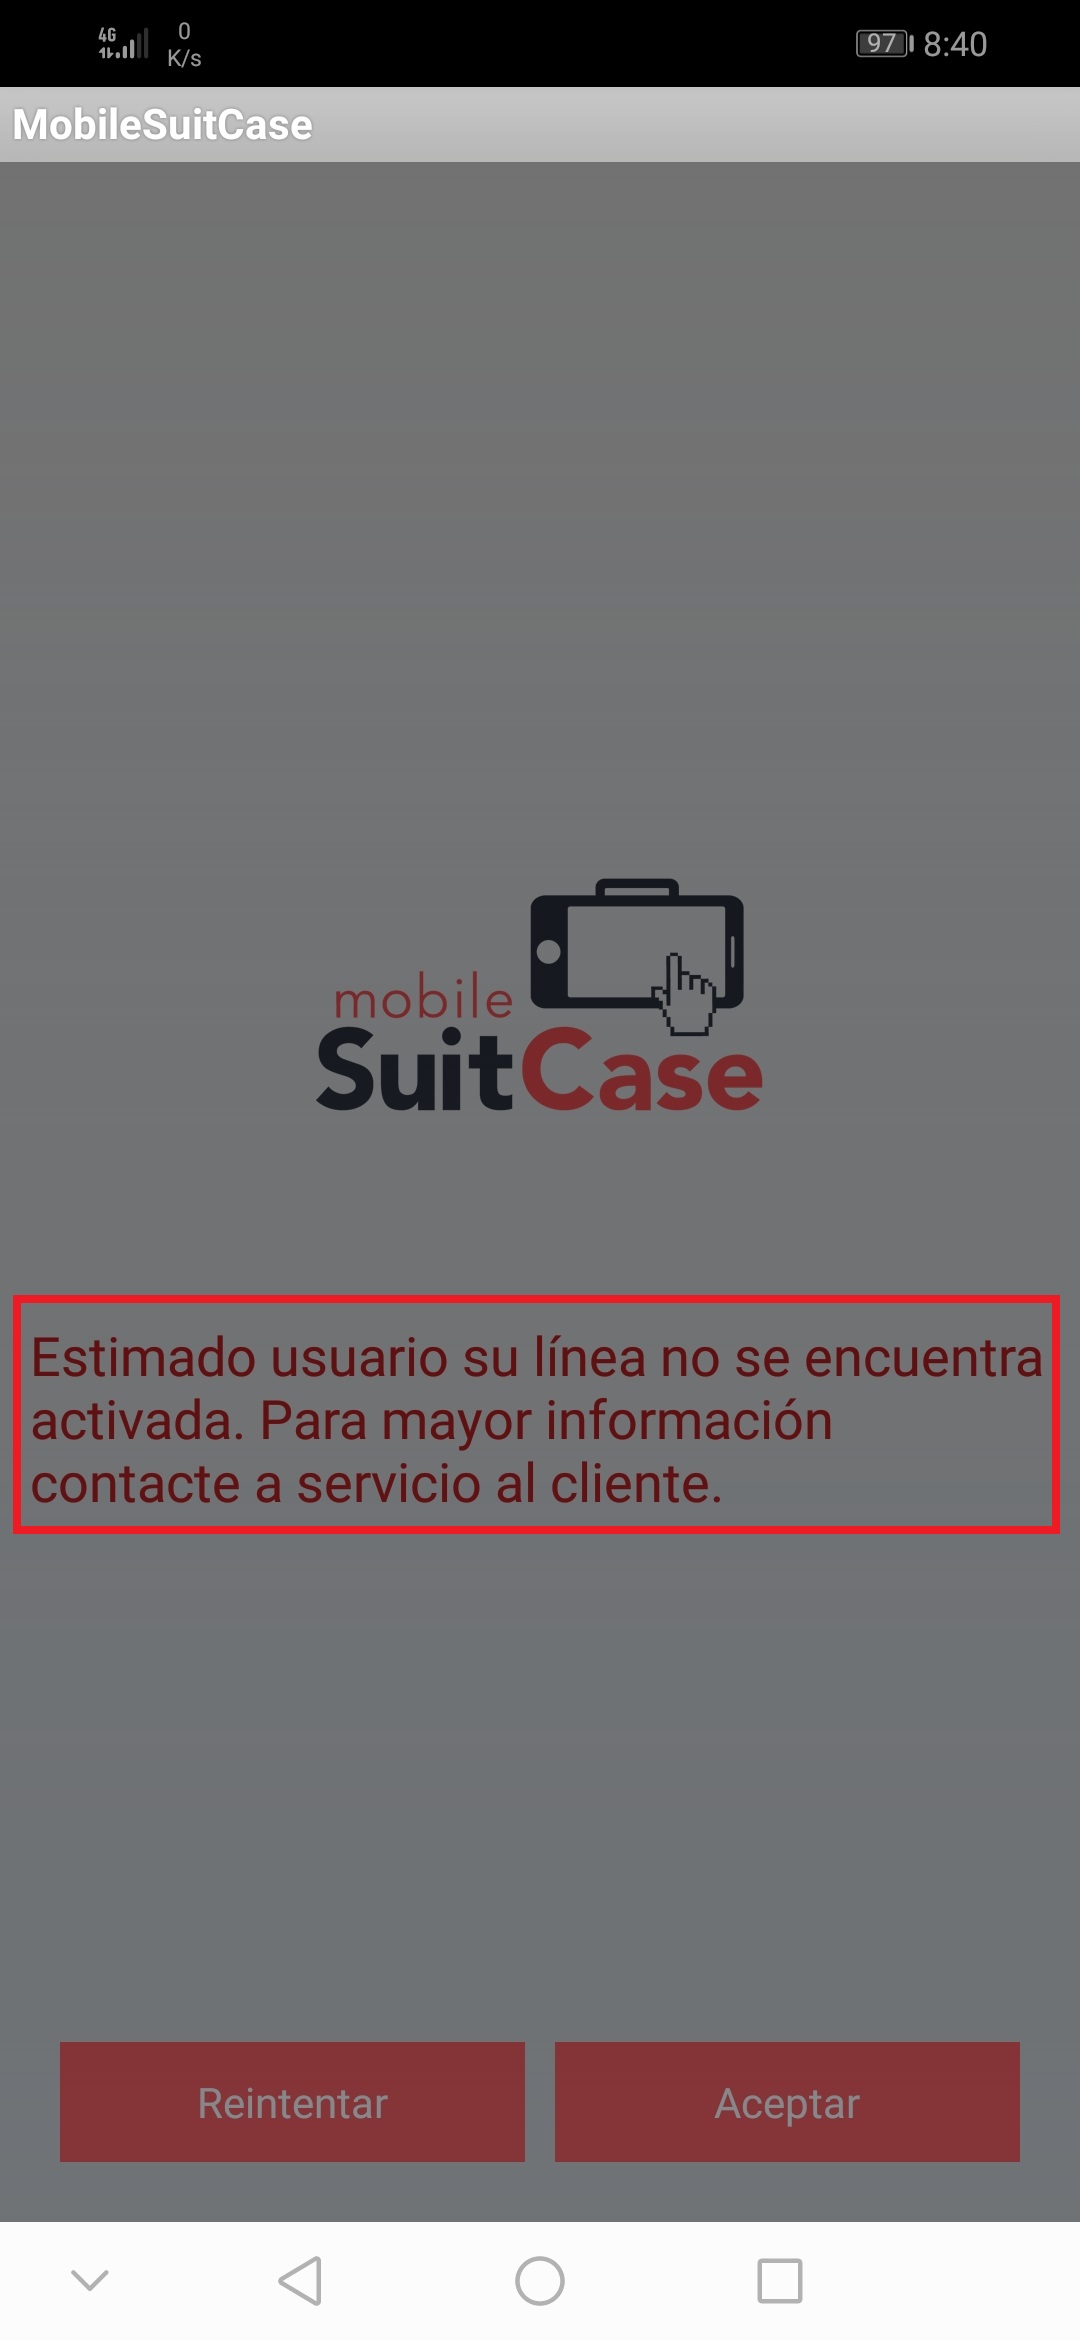 4G
0
K/s
97
8:40
MobileSuitCase
mobile
SuitCase
Estimado usuario su línea no se encuentra
activada. Para mayor información
contacte a servicio al cliente.
Reintentar
Aceptar